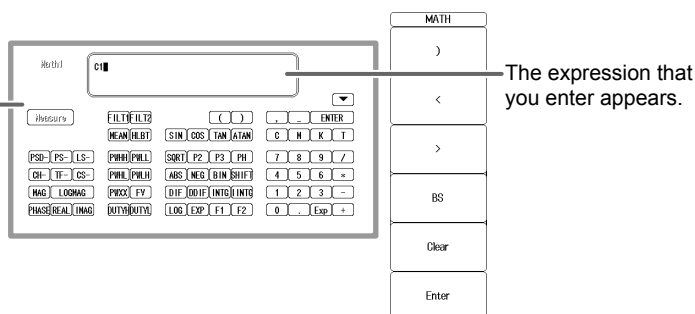 MATH
Math1
C1
)
The expression that
you enter appears.
<
Measure
FILT1 FILT2 ( ) , _ ENTER
MEAN HLBT SIN COS TAN ATAN C M K T
>
PSD- PS- LS- PWHH PWLL SQRT P2 P3 PH 7 8 9 /
CH- TF- CS- PWHL PWLH ABS NEG BIN SHIFT 4 5 6 *
MAG LOGMAG PWXX FV DIF DDIF INTG IINTG 1 2 3 -
BS
PHASE REAL IMAG DUTYH DUTYL LOG EXP F1 F2 0 . Exp +
Clear
Enter